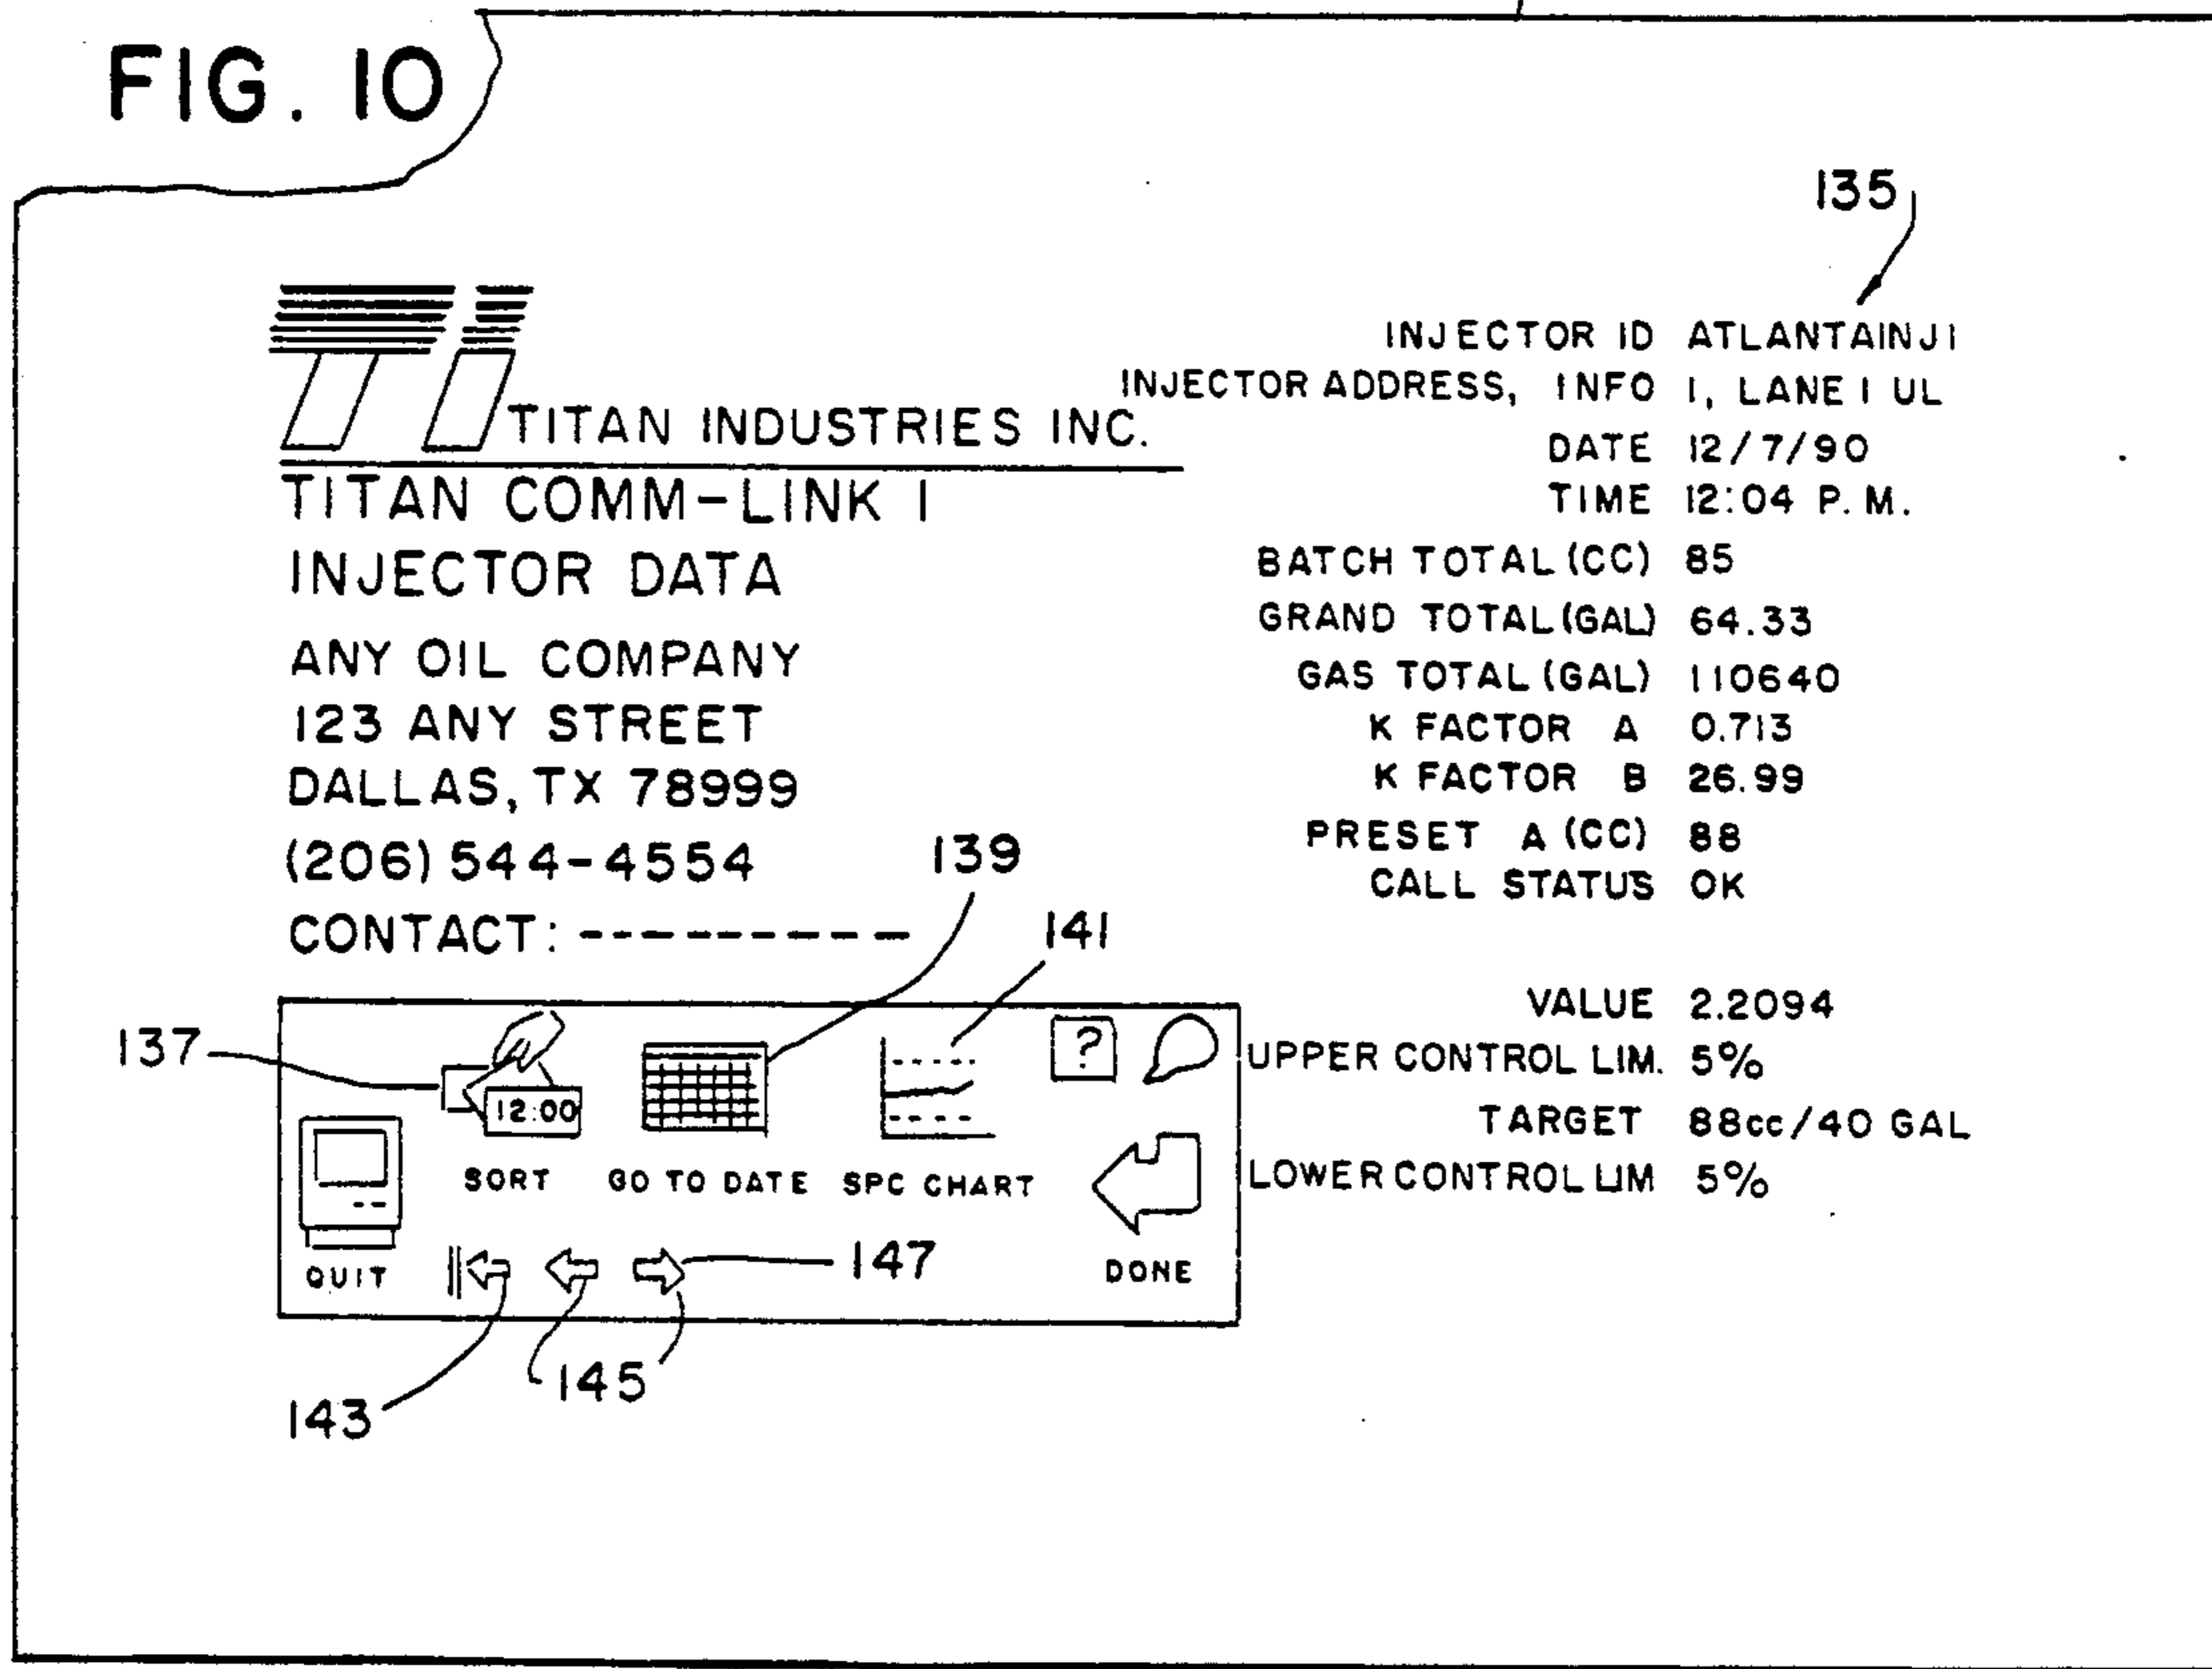 FIG. 10
135
TI TITAN INDUSTRIES INC.
TITAN COMM-LINK 1
INJECTOR DATA
ANY OIL COMPANY
123 ANY STREET
DALLAS, TX 78999
(206) 544-4554
CONTACT: ---------
INJECTOR ID ATLANTAINJ1
INJECTOR ADDRESS, INFO 1, LANE 1 UL
DATE 12/7/90
TIME 12:04 P.M.
BATCH TOTAL (CC) 85
GRAND TOTAL (GAL) 64.33
GAS TOTAL (GAL) 110640
K FACTOR A 0.713
K FACTOR B 26.99
PRESET A (CC) 88
CALL STATUS OK
VALUE 2.2094
UPPER CONTROL LIM. 5%
TARGET 88cc/40 GAL
LOWER CONTROL LIM 5%
139
141
137
12:00
?
SORT GO TO DATE SPC CHART
QUIT
147
DONE
145
143